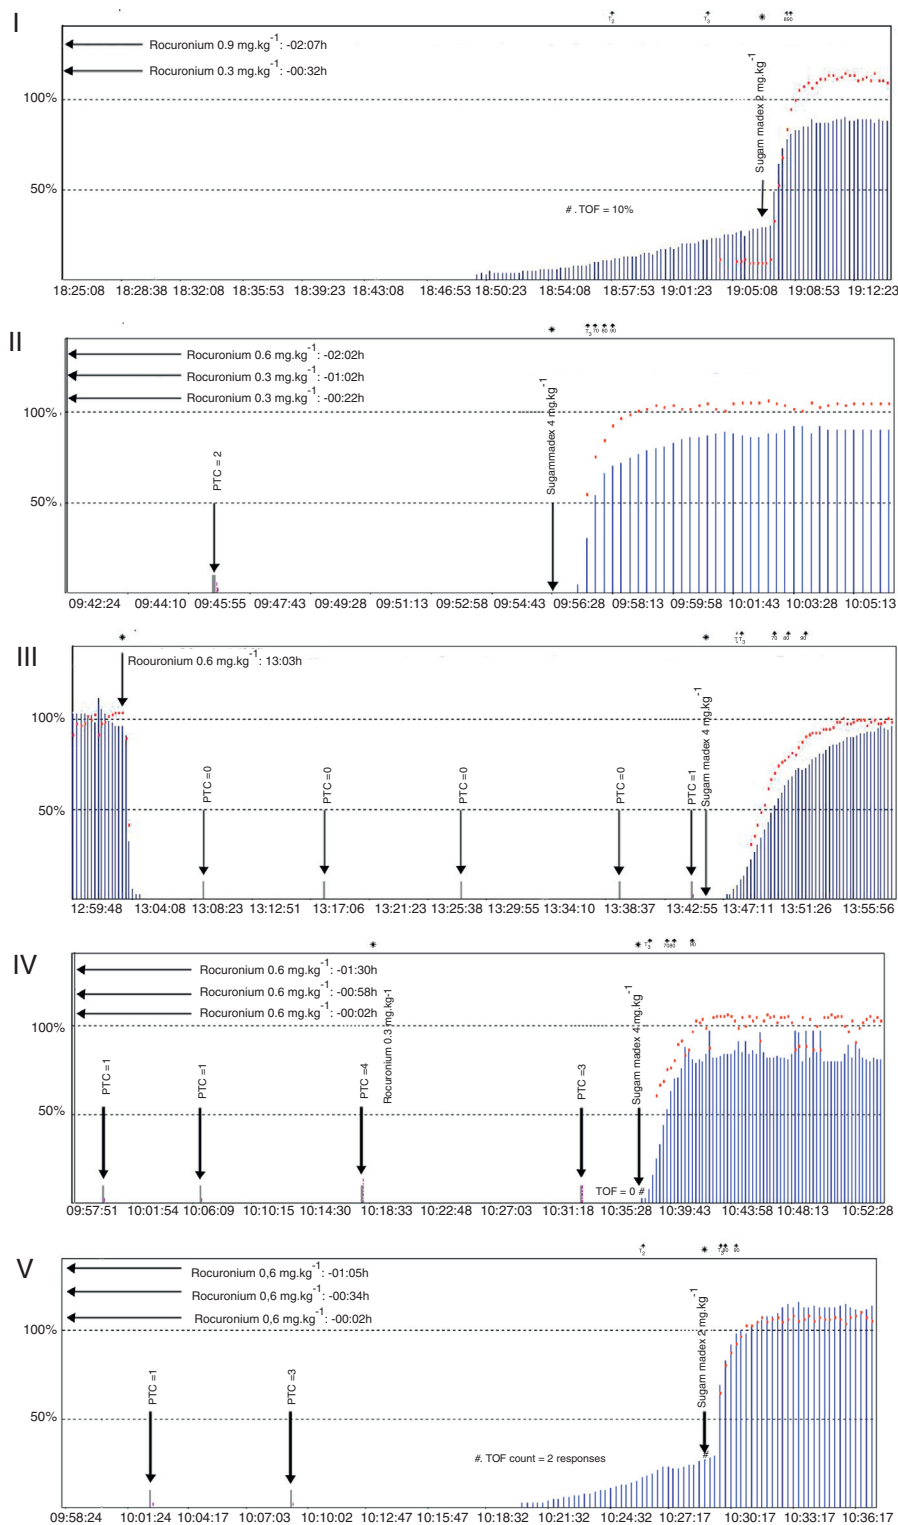 I
T2 T3 * 890
Rocuronium 0.9 mg.kg-1: -02:07h
Rocuronium 0.3 mg.kg-1: -00:32h
100%
50%
Sugam madex 2 mg.kg-1
#. TOF = 10%
18:25:08 18:28:38 18:32:08 18:35:53 18:39:23 18:43:08 18:46:53 18:50:23 18:54:08 18:57:53 19:01:23 19:05:08 19:08:53 19:12:23
II
* T3 70 80 90
Rocuronium 0.6 mg.kg-1: -02:02h
Rocuronium 0.3 mg.kg-1: -01:02h
Rocuronium 0.3 mg.kg-1: -00:22h
100%
50%
PTC = 2
Sugammadex 4 mg.kg-1
09:42:24 09:44:10 09:45:55 09:47:43 09:49:28 09:51:13 09:52:58 09:54:43 09:56:28 09:58:13 09:59:58 10:01:43 10:03:28 10:05:13
III
* * T3 70 80 90
Roouronium 0.6 mg.kg-1: 13:03h
100%
50%
PTC =0
PTC =0
PTC =0
PTC =0
PTC =1
Sugam madex 4 mg.kg-1
12:59:48 13:04:08 13:08:23 13:12:51 13:17:06 13:21:23 13:25:38 13:29:55 13:34:10 13:38:37 13:42:55 13:47:11 13:51:26 13:55:56
IV
* * T3 7080 90
Rocuronium 0.6 mg.kg-1: -01:30h
Rocuronium 0.6 mg.kg-1: -00:58h
Rocuronium 0.6 mg.kg-1: -00:02h
100%
50%
PTC =1
PTC =1
PTC =4
Rocuronium 0.3 mg.kg-1
PTC =3
Sugam madex 4 mg.kg-1
TOF = 0 #
09:57:51 10:01:54 10:06:09 10:10:15 10:14:30 10:18:33 10:22:48 10:27:03 10:31:18 10:35:28 10:39:43 10:43:58 10:48:13 10:52:28
V
T2 * 90
Rocuronium 0,6 mg.kg-1: -01:05h
Rocuronium 0,6 mg.kg-1: -00:34h
Rocuronium 0,6 mg.kg-1: -00:02h
100%
50%
PTC =1
PTC =3
Sugam madex 2 mg.kg-1
#
#. TOF count = 2 responses
09:58:24 10:01:24 10:04:17 10:07:03 10:10:02 10:12:47 10:15:47 10:18:32 10:21:32 10:24:32 10:27:17 10:30:17 10:33:17 10:36:17